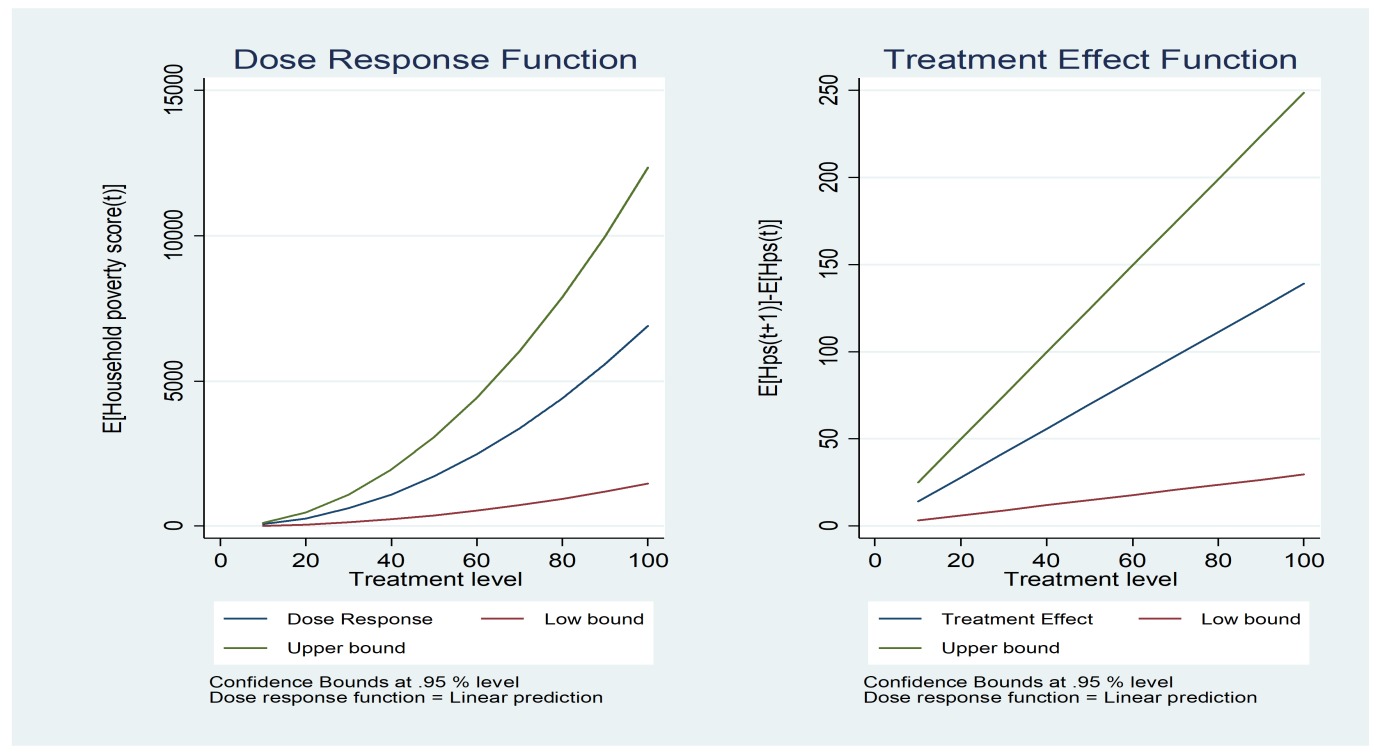 Dose Response Function
E[Household poverty score(t)]
15000
10000
5000
0
0 20 40 60 80 100
Treatment level
Dose Response Low bound
Upper bound
Confidence Bounds at .95 % level
Dose response function = Linear prediction
Treatment Effect Function
E[Hps(t+1)]-E[Hps(t)]
250
200
150
100
50
0
0 20 40 60 80 100
Treatment level
Treatment Effect Low bound
Upper bound
Confidence Bounds at .95 % level
Dose response function = Linear prediction